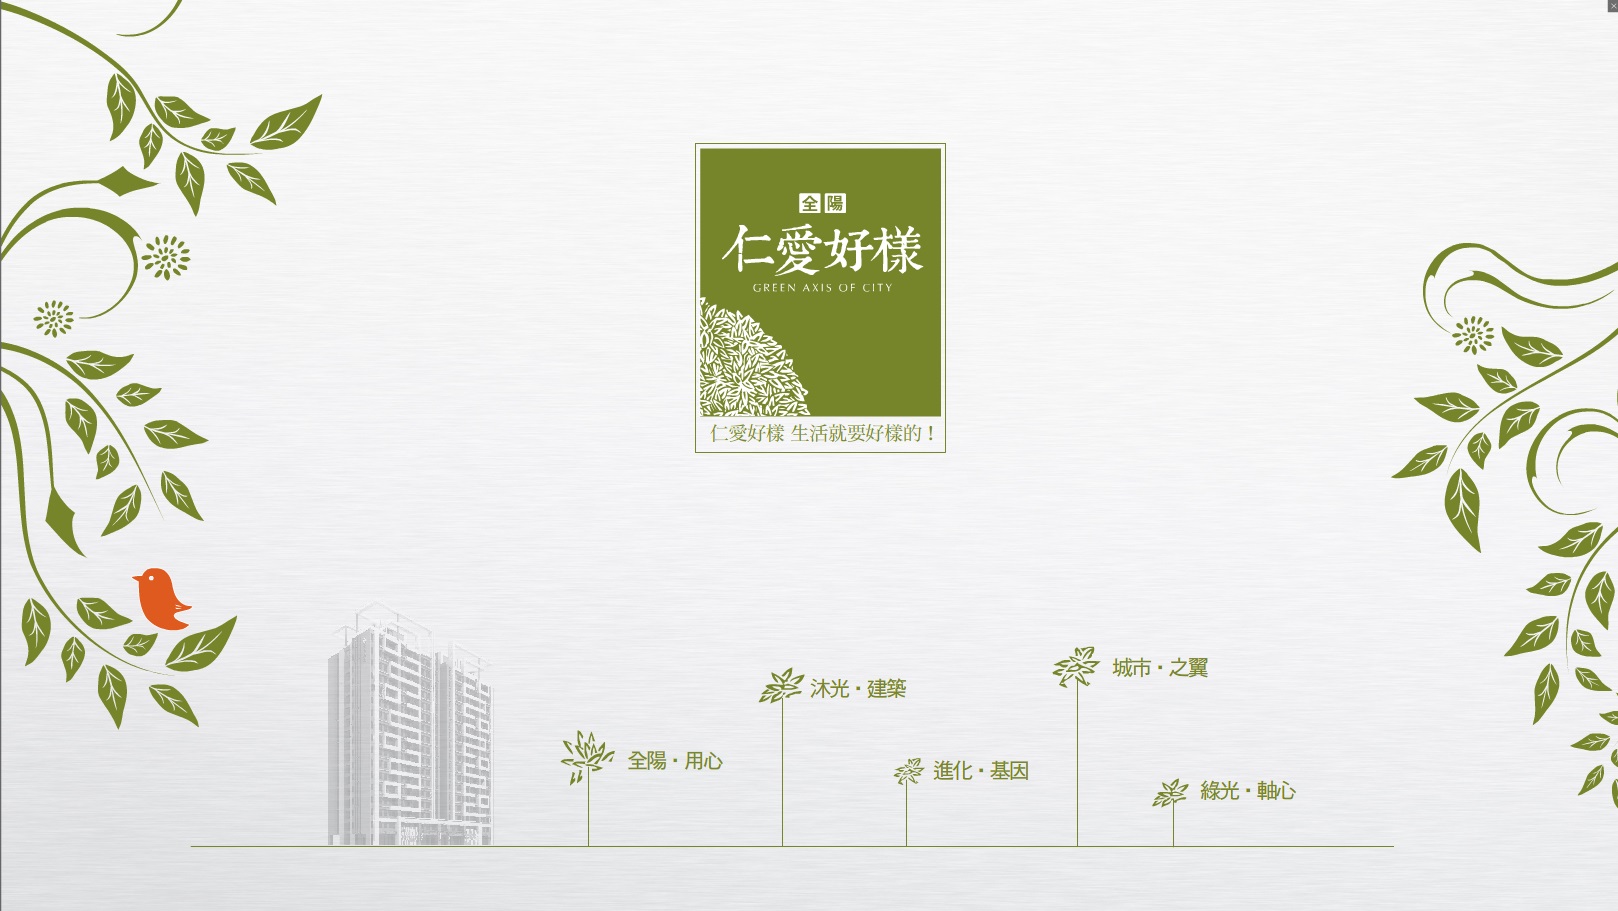 全陽
仁愛好樣
GREEN AXIS OF CITY
仁愛好樣 生活就要好樣的！
城市·之翼
沐光·建築
全陽·用心
進化·基因
綠光·軸心